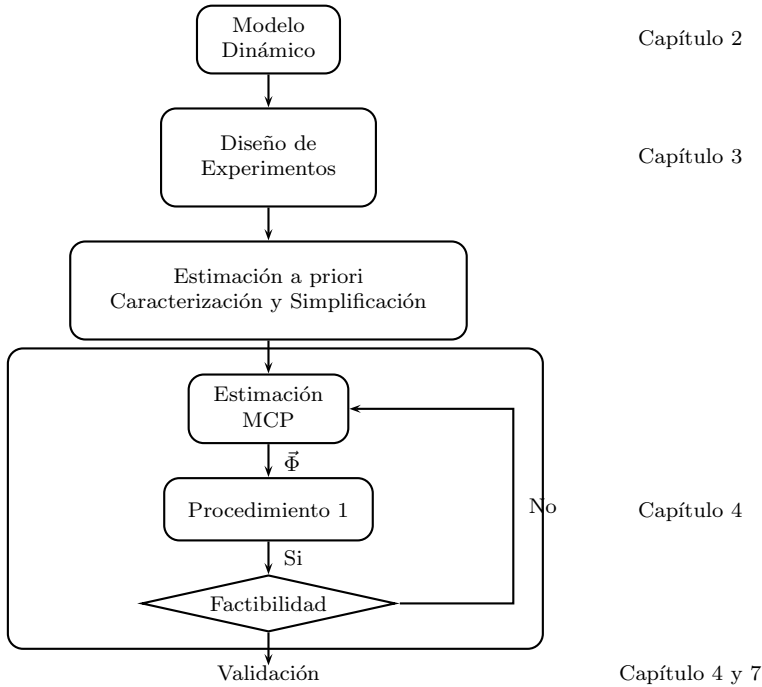 Modelo
Dinámico
Capítulo 2
Diseño de
Experimentos
Capítulo 3
Estimación a priori
Caracterización y Simplificación
Estimación
MCP
Φ⃗
Procedimiento 1
No
Capítulo 4
Si
Factibilidad
Validación
Capítulo 4 y 7